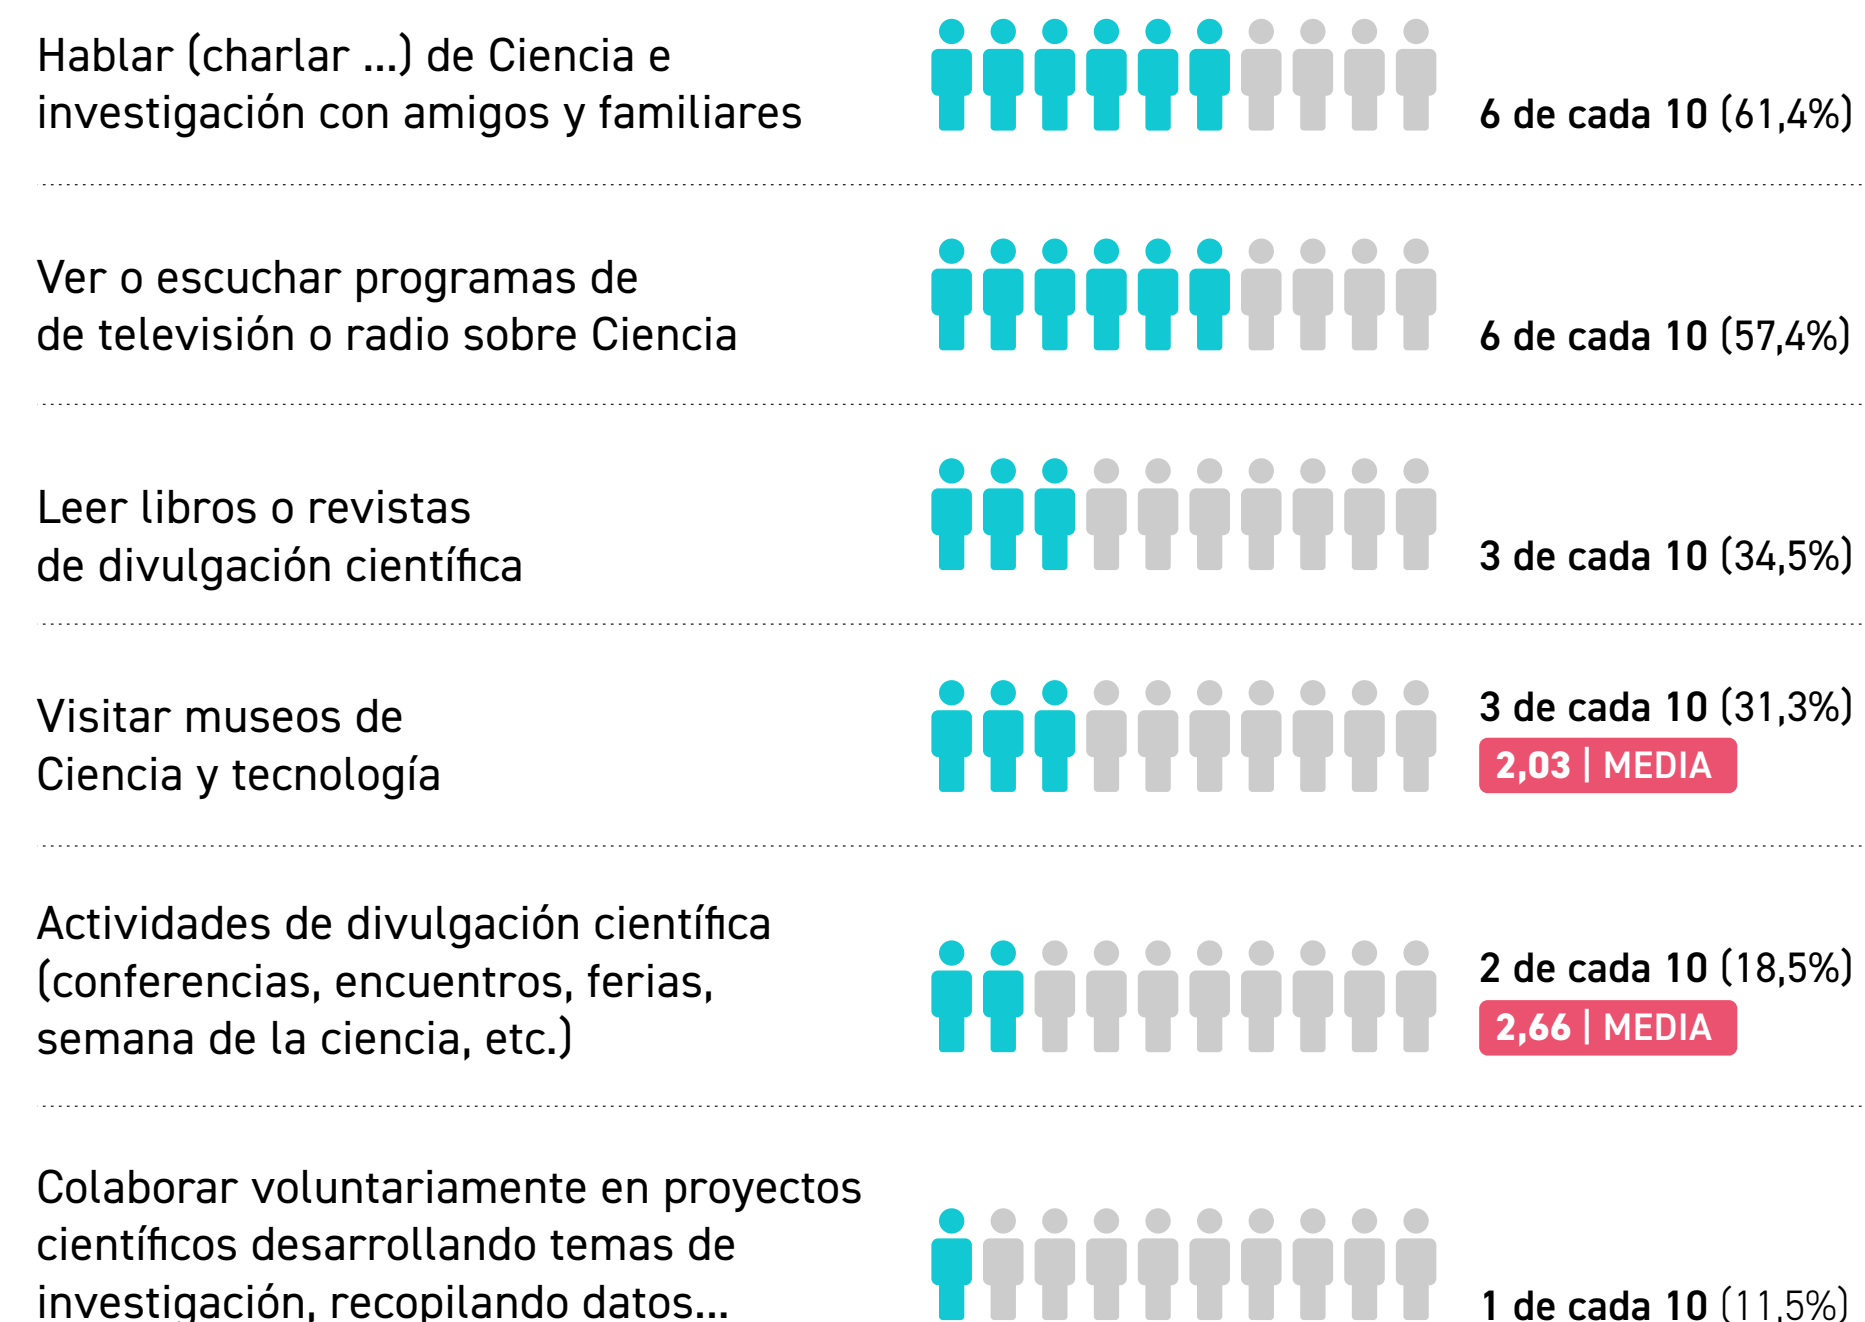 Hablar (charlar ...) de Ciencia e
investigación con amigos y familiares
6 de cada 10 (61,4%)
Ver o escuchar programas de
de televisión o radio sobre Ciencia
6 de cada 10 (57,4%)
Leer libros o revistas
de divulgación científica
3 de cada 10 (34,5%)
Visitar museos de
Ciencia y tecnología
3 de cada 10 (31,3%)
2,03 | MEDIA
Actividades de divulgación científica
(conferencias, encuentros, ferias,
semana de la ciencia, etc.)
2 de cada 10 (18,5%)
2,66 | MEDIA
Colaborar voluntariamente en proyectos
científicos desarrollando temas de
investigación, recopilando datos...
1 de cada 10 (11,5%)